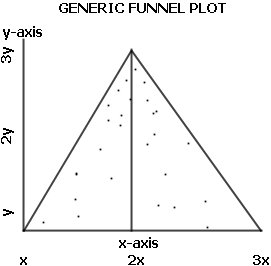 GENERIC FUNNEL PLOT
y-axis
3y
2y
y
x-axis
x 2x 3x